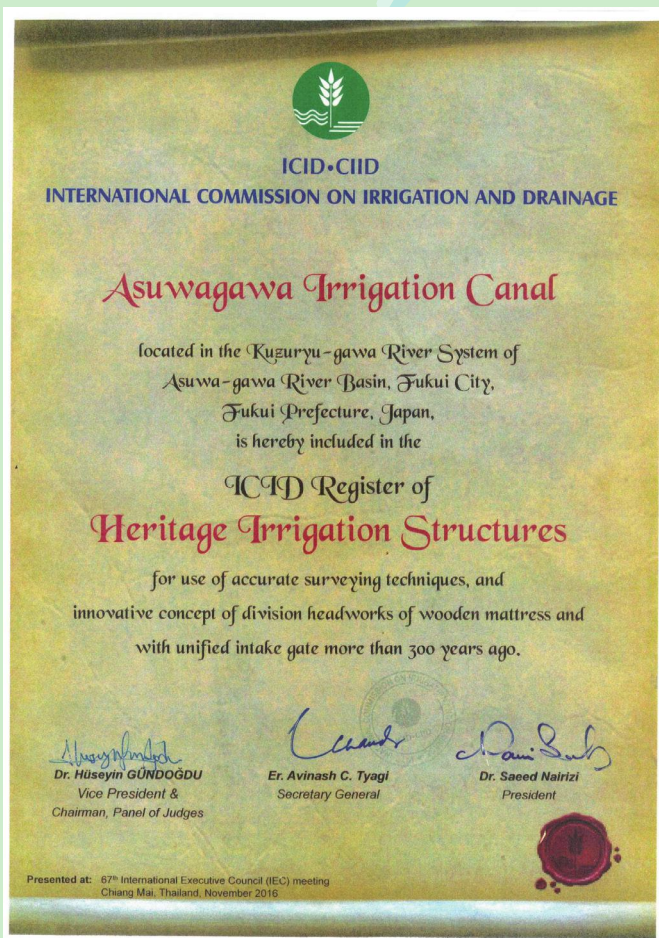 ICID•CIID
INTERNATIONAL COMMISSION ON IRRIGATION AND DRAINAGE
Asuwagawa Irrigation Canal
located in the Kuzuryu-gawa River System of
Asuwa-gawa River Basin, Fukui City,
Fukui Prefecture, Japan,
is hereby included in the
ICID Register of
Heritage Irrigation Structures
for use of accurate surveying techniques, and
innovative concept of division headworks of wooden mattress and
with unified intake gate more than 300 years ago.
Dr. Hüseyin GÜNDOĞDU
Vice President &
Chairman, Panel of Judges
Er. Avinash C. Tyagi
Secretary General
Dr. Saeed Nairizi
President
Presented at: 67th International Executive Council (IEC) meeting
Chiang Mai, Thailand, November 2016